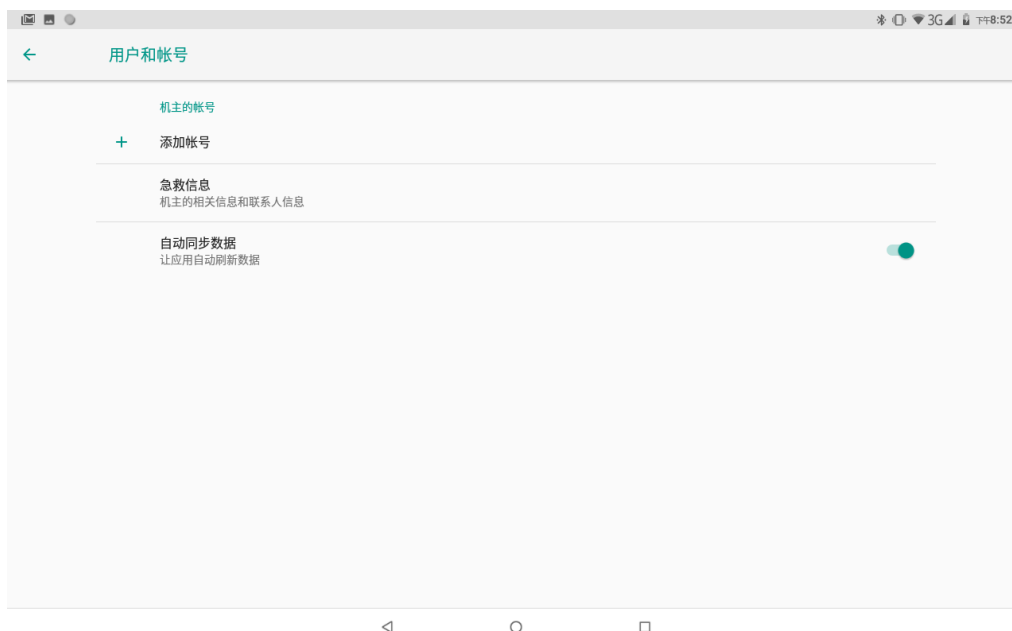 3G 下午8:52
用户和帐号
机主的帐号
添加帐号
急救信息
机主的相关信息和联系人信息
自动同步数据
让应用自动刷新数据